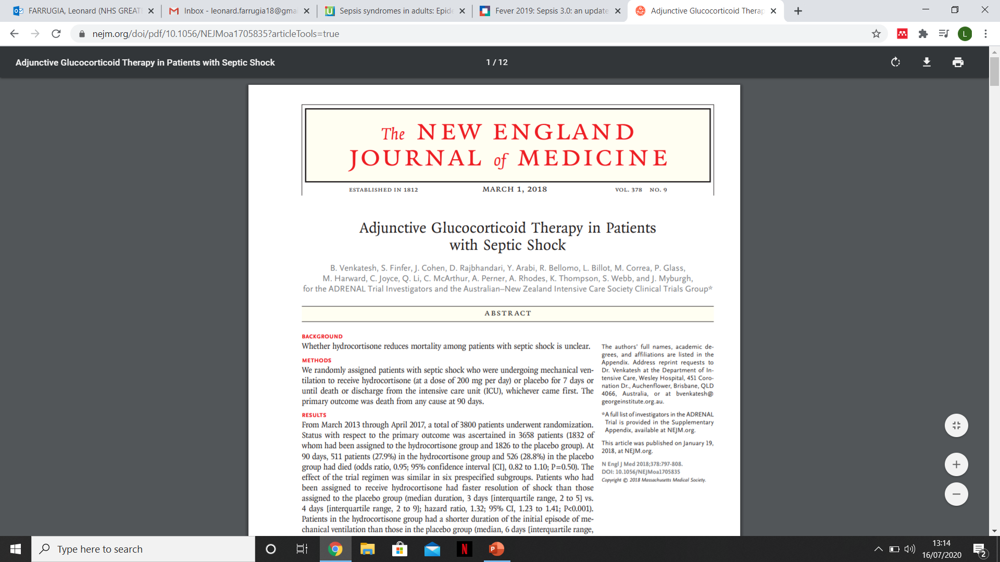 FARRUGIA, Leonard (NHS GREAT
Inbox - leonard.farrugia18@gmai
Sepsis syndromes in adults: Epide
Fever 2019: Sepsis 3.0: an update
Adjunctive Glucocorticoid Therap
nejm.org/doi/pdf/10.1056/NEJMoa1705835?articleTools=true
L
Adjunctive Glucocorticoid Therapy in Patients with Septic Shock
1 / 12
The NEW ENGLAND
JOURNAL of MEDICINE
ESTABLISHED IN 1812
MARCH 1, 2018
VOL. 378 NO. 9
Adjunctive Glucocorticoid Therapy in Patients
with Septic Shock
B. Venkatesh, S. Finfer, J. Cohen, D. Rajbhandari, Y. Arabi, R. Bellomo, L. Billot, M. Correa, P. Glass,
M. Harward, C. Joyce, Q. Li, C. McArthur, A. Perner, A. Rhodes, K. Thompson, S. Webb, and J. Myburgh,
for the ADRENAL Trial Investigators and the Australian–New Zealand Intensive Care Society Clinical Trials Group*
ABSTRACT
BACKGROUND
Whether hydrocortisone reduces mortality among patients with septic shock is unclear.
METHODS
We randomly assigned patients with septic shock who were undergoing mechanical ven-
tilation to receive hydrocortisone (at a dose of 200 mg per day) or placebo for 7 days or
until death or discharge from the intensive care unit (ICU), whichever came first. The
primary outcome was death from any cause at 90 days.
RESULTS
From March 2013 through April 2017, a total of 3800 patients underwent randomization.
Status with respect to the primary outcome was ascertained in 3658 patients (1832 of
whom had been assigned to the hydrocortisone group and 1826 to the placebo group). At
90 days, 511 patients (27.9%) in the hydrocortisone group and 526 (28.8%) in the placebo
group had died (odds ratio, 0.95; 95% confidence interval [CI], 0.82 to 1.10; P=0.50). The
effect of the trial regimen was similar in six prespecified subgroups. Patients who had
been assigned to receive hydrocortisone had faster resolution of shock than those
assigned to the placebo group (median duration, 3 days [interquartile range, 2 to 5] vs.
4 days [interquartile range, 2 to 9]; hazard ratio, 1.32; 95% CI, 1.23 to 1.41; P<0.001).
Patients in the hydrocortisone group had a shorter duration of the initial episode of me-
chanical ventilation than those in the placebo group (median, 6 days [interquartile range,
The authors' full names, academic de-
grees, and affiliations are listed in the
Appendix. Address reprint requests to
Dr. Venkatesh at the Department of In-
tensive Care, Wesley Hospital, 451 Coro-
nation Dr., Auchenflower, Brisbane, QLD
4066, Australia, or at bvenkatesh@
georgeinstitute.org.au.
*A full list of investigators in the ADRENAL
Trial is provided in the Supplementary
Appendix, available at NEJM.org.
This article was published on January 19,
2018, at NEJM.org.
N Engl J Med 2018;378:797-808.
DOI: 10.1056/NEJMoa1705835
Copyright © 2018 Massachusetts Medical Society.
Type here to search
N
P
13:14
16/07/2020
2